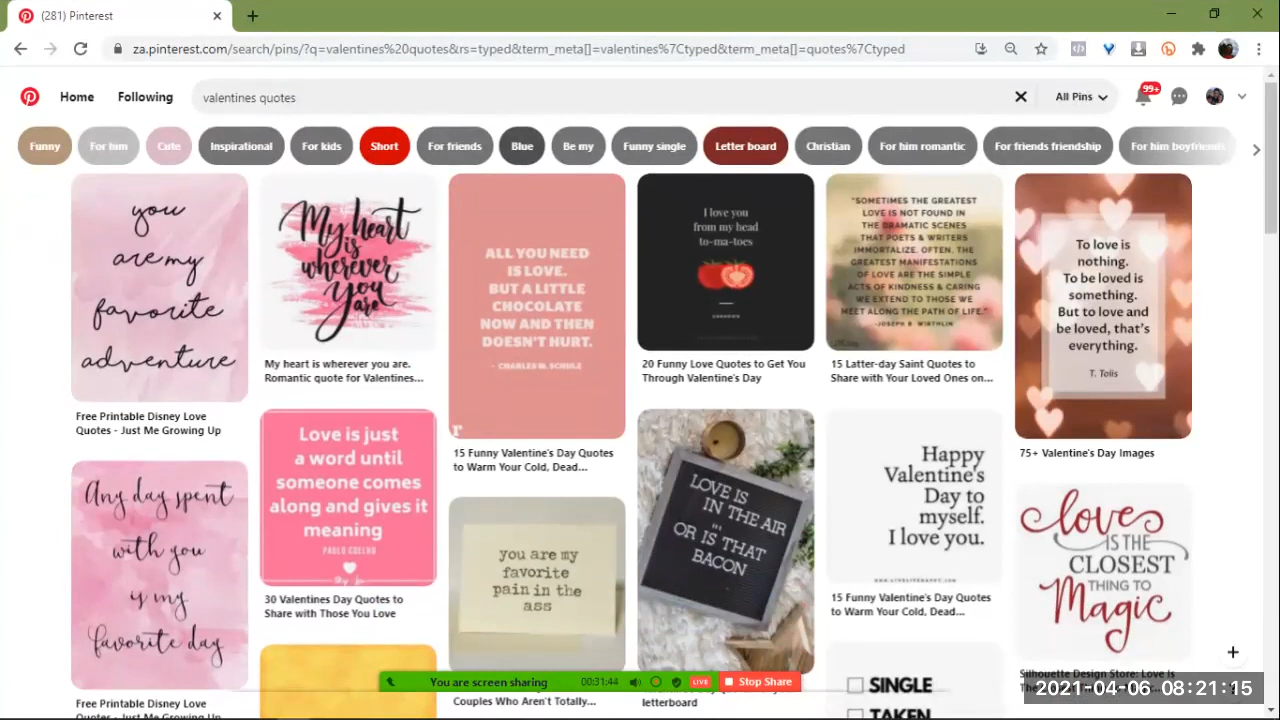 (281) Pinterest
za.pinterest.com/search/pins/?q=valentines%20quotes&rs=typed&term_meta[]=valentines%7Ctyped&term_meta[]=quotes%7Ctyped
Home
Following
valentines quotes
All Pins
99+
Funny
For him
Cute
Inspirational
For kids
Short
For friends
Blue
Be my
Funny single
Letter board
Christian
For him romantic
For friends friendship
For him boyfriends
you
are my
favorite
adventure
Free Printable Disney Love
Quotes - Just Me Growing Up
Any day spent
with you
is my
favorite day
Free Printable Disney Love
Quotes - Just Me Growing Up
My heart
is
wherever
you
are.
My heart is wherever you are.
Romantic quote for Valentines...
Love is just
a word until
someone comes
along and gives it
meaning
PAULO COELHO
30 Valentines Day Quotes to
Share with Those You Love
ALL YOU NEED
IS LOVE.
BUT A LITTLE
CHOCOLATE
NOW AND THEN
DOESN'T HURT.
- CHARLES M. SCHULZ
r
15 Funny Valentine's Day Quotes
to Warm Your Cold, Dead...
you are my
favorite
pain in the
ass
Couples Who Aren't Totally...
I love you
from my head
to-ma-toes
UNKNOWN
20 Funny Love Quotes to Get You
Through Valentine's Day
LOVE IS
IN THE AIR
...
OR IS THAT
BACON
letterboard
"SOMETIMES THE GREATEST
LOVE IS NOT FOUND IN
THE DRAMATIC SCENES
THAT POETS & WRITERS
IMMORTALIZE. OFTEN, THE
GREATEST MANIFESTATIONS
OF LOVE ARE THE SIMPLE
ACTS OF KINDNESS & CARING
WE EXTEND TO THOSE WE
MEET ALONG THE PATH OF LIFE."
-JOSEPH B. WIRTHLIN
15 Latter-day Saint Quotes to
Share with Your Loved Ones on...
Happy
Valentine's
Day to
myself.
I love you.
15 Funny Valentine's Day Quotes
to Warm Your Cold, Dead...
SINGLE
TAKEN
To love is
nothing.
To be loved is
something.
But to love and
be loved, that's
everything.
T. Tolis
75+ Valentine's Day Images
Love
IS THE
CLOSEST
THING TO
Magic
Silhouette Design Store: Love Is
You are screen sharing
00:31:44
LIVE
Stop Share
2021-04-06 08:21:15